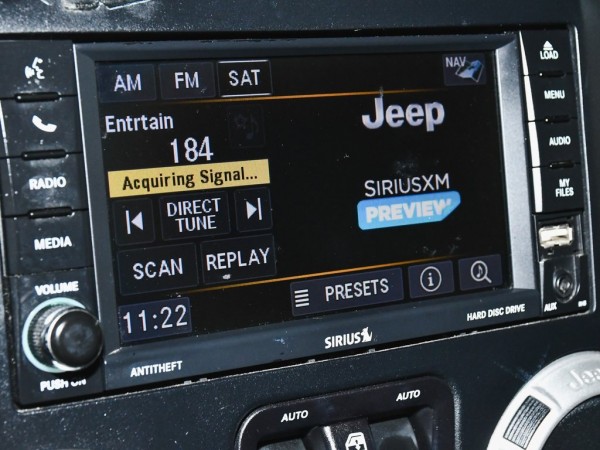 AM FM SAT NAV
LOAD
Entrtain
Jeep
MENU
184
Acquiring Signal...
AUDIO
RADIO
SIRIUSXM
PREVIEW
DIRECT
TUNE
MY
FILES
MEDIA
SCAN REPLAY
VOLUME
PRESETS
11:22
AUX
HARD DISC DRIVE
SIRIUS
ANTITHEFT
PUSH ON
AUTO AUTO
Jeep